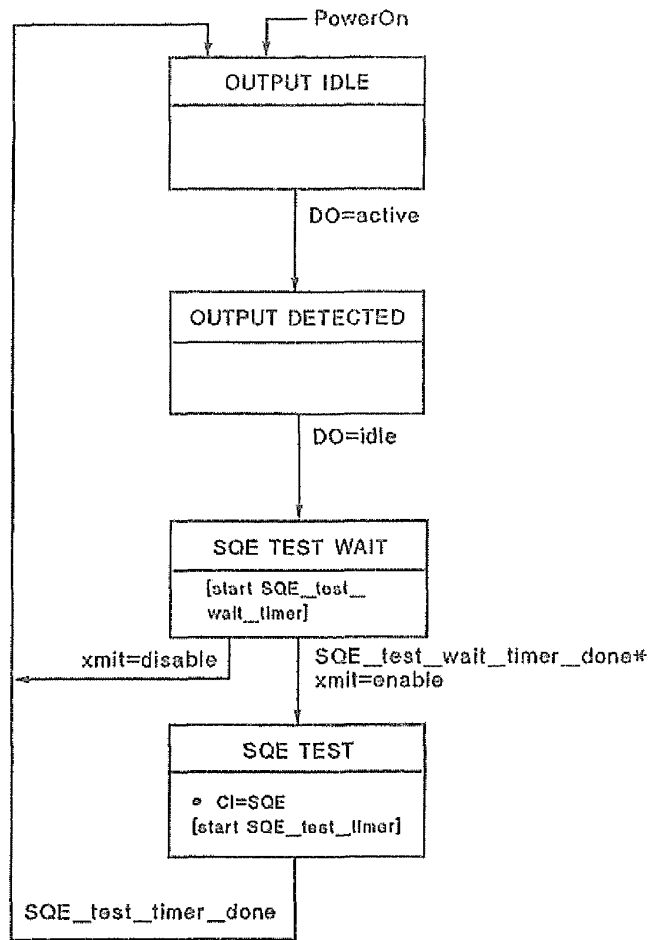 PowerOn
OUTPUT IDLE
DO=active
OUTPUT DETECTED
DO=idle
SQE TEST WAIT
[start SQE_test_
wait_timer]
xmit=disable
SQE_test_wait_timer_done*
xmit=enable
SQE TEST
• CI=SQE
[start SQE_test_timer]
SQE_test_timer_done